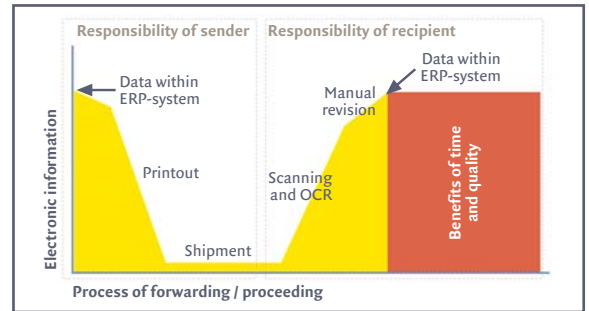 Responsibility of sender
Responsibility of recipient
Data within
ERP-system
Data within
ERP-system
Manual
revision
Printout
Scanning
and OCR
Shipment
Benefits of time
and quality
Electronic information
Process of forwarding / proceeding